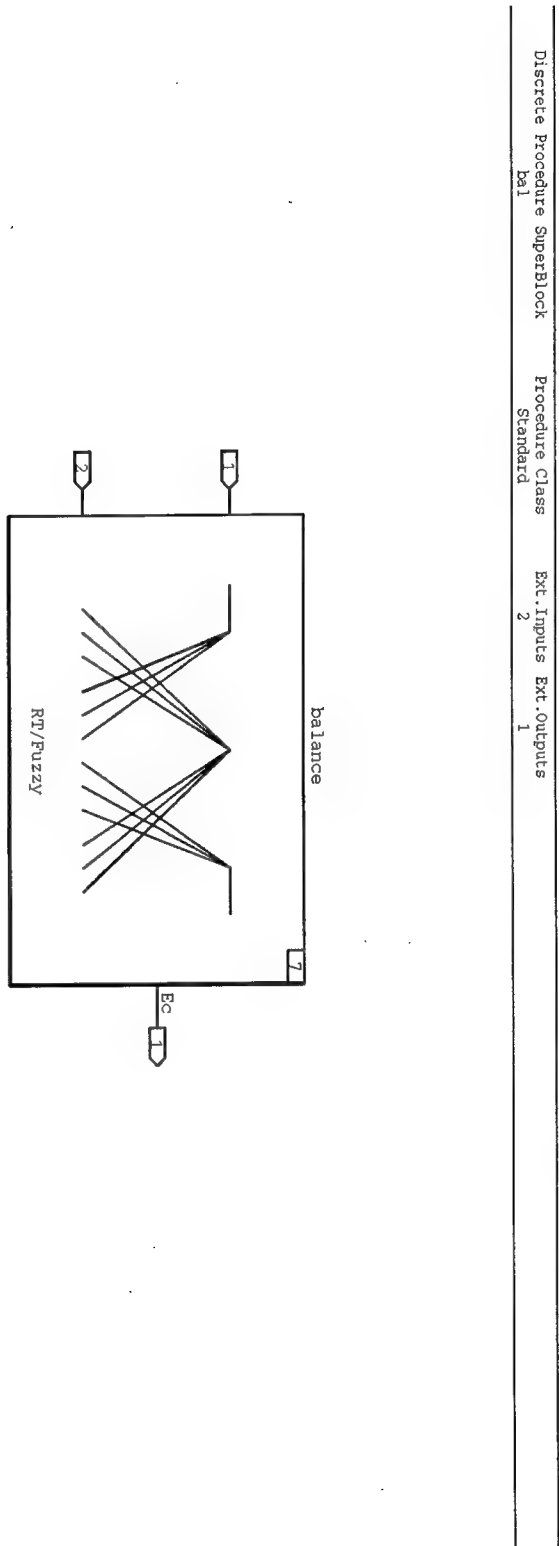 Discrete Procedure SuperBlock Procedure Class Ext.Inputs Ext.Outputs
bal Standard 2 1
balance
7
1
2
Ec
1
RT/Fuzzy